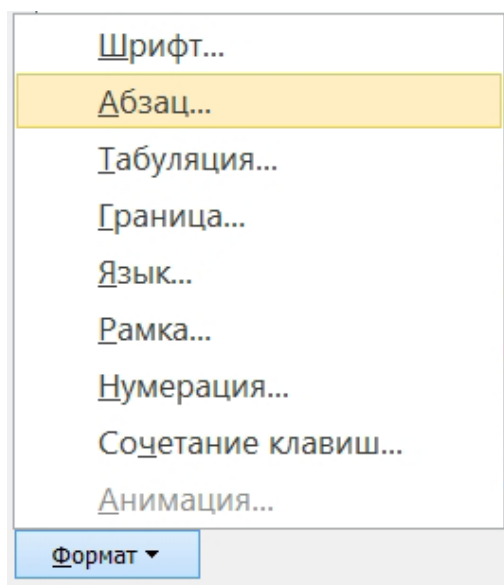 Шрифт...
Абзац...
Табуляция...
Граница...
Язык...
Рамка...
Нумерация...
Сочетание клавиш...
Анимация...
Формат